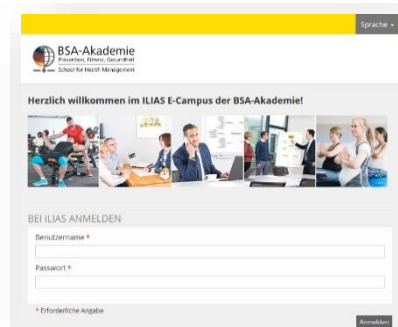 Sprache
BSA-Akademie
Prävention, Fitness, Gesundheit
School for Health Management
Herzlich willkommen im ILIAS E-Campus der BSA-Akademie!
BEI ILIAS ANMELDEN
Benutzername *
Passwort *
* Erforderliche Angabe
Anmelden